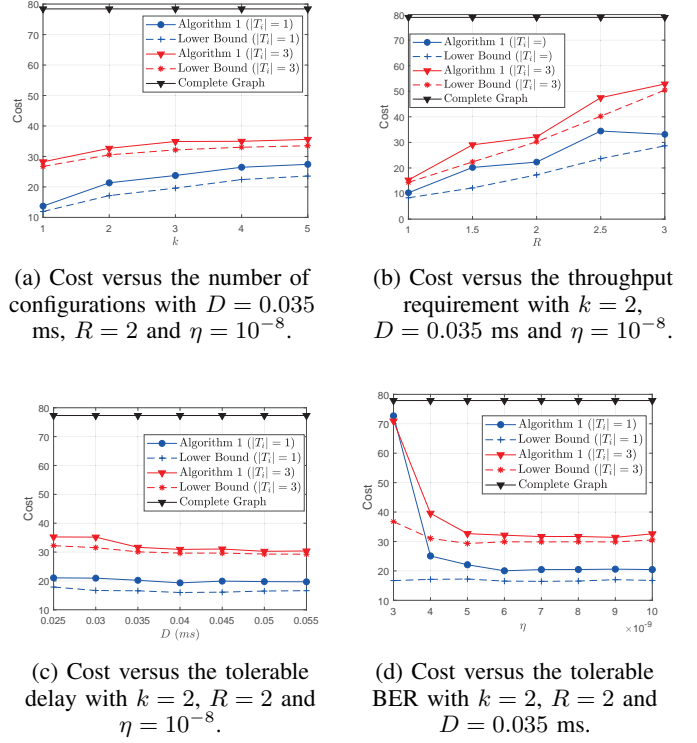 80
70
60
50
40
30
20
10
Cost
Algorithm 1 (|T_i| = 1)
Lower Bound (|T_i| = 1)
Algorithm 1 (|T_i| = 3)
Lower Bound (|T_i| = 3)
Complete Graph
1 2 3 4 5
k
(a) Cost versus the number of
configurations with D = 0.035
ms, R = 2 and η = 10⁻⁸.
80
70
60
50
40
30
20
10
0
Cost
Algorithm 1 (|T_i| =)
Lower Bound (|T_i| =)
Algorithm 1 (|T_i| = 3)
Lower Bound (|T_i| = 3)
Complete Graph
1 1.5 2 2.5 3
R
(b) Cost versus the throughput
requirement with k = 2,
D = 0.035 ms and η = 10⁻⁸.
80
70
60
50
40
30
20
10
Cost
Algorithm 1 (|T_i| = 1)
Lower Bound (|T_i| = 1)
Algorithm 1 (|T_i| = 3)
Lower Bound (|T_i| = 3)
Complete Graph
0.025 0.03 0.035 0.04 0.045 0.05 0.055
D (ms)
(c) Cost versus the tolerable
delay with k = 2, R = 2 and
η = 10⁻⁸.
80
70
60
50
40
30
20
10
Cost
Algorithm 1 (|T_i| = 1)
Lower Bound (|T_i| = 1)
Algorithm 1 (|T_i| = 3)
Lower Bound (|T_i| = 3)
Complete Graph
3 4 5 6 7 8 9 10
η
×10⁻⁹
(d) Cost versus the tolerable
BER with k = 2, R = 2 and
D = 0.035 ms.